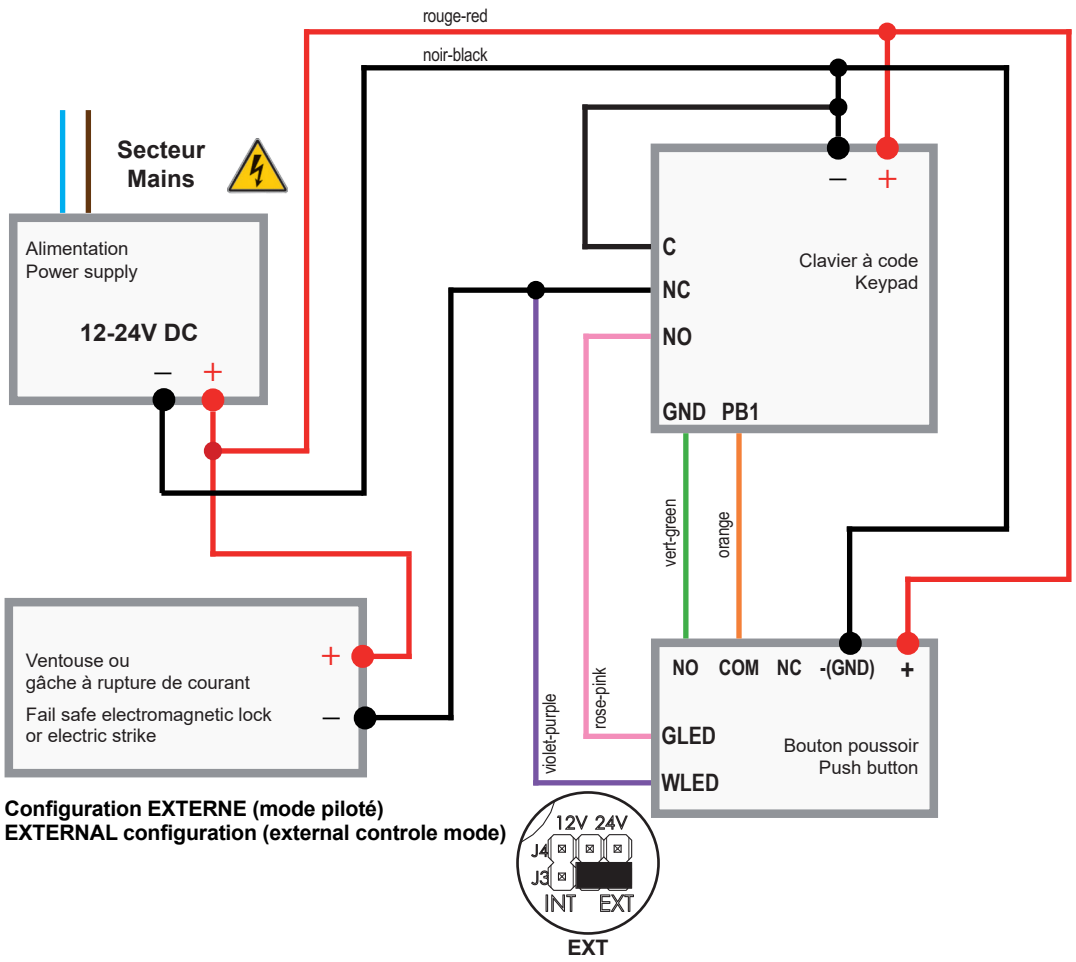 rouge-red
noir-black
Secteur
Mains
Alimentation
Power supply
12-24V DC
– +
– +
Clavier à code
Keypad
C
NC
NO
GND PB1
vert-green
orange
rose-pink
violet-purple
Ventouse ou
gâche à rupture de courant
Fail safe electromagnetic lock
or electric strike
+
–
NO COM NC -(GND) +
GLED
WLED
Bouton poussoir
Push button
Configuration EXTERNE (mode piloté)
EXTERNAL configuration (external controle mode)
12V 24V
J4
J3
INT EXT
EXT